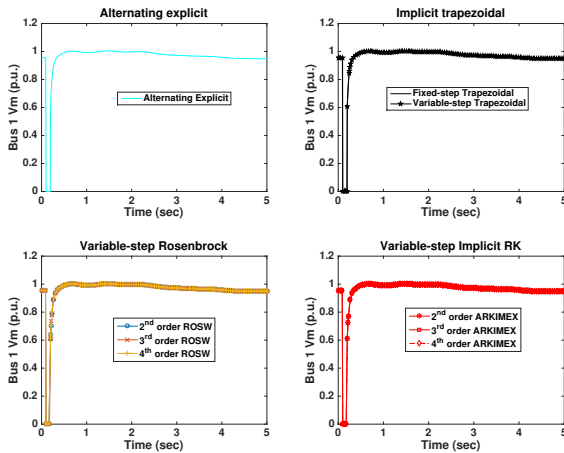 Alternating explicit
Bus 1 Vm (p.u.)
1.2
1
0.8
0.6
0.4
0.2
0
0 1 2 3 4 5
Time (sec)
Alternating Explicit
Implicit trapezoidal
Bus 1 Vm (p.u.)
1.2
1
0.8
0.6
0.4
0.2
0
0 1 2 3 4 5
Time (sec)
Fixed-step Trapezoidal
Variable-step Trapezoidal
Variable-step Rosenbrock
Bus 1 Vm (p.u.)
1.2
1
0.8
0.6
0.4
0.2
0
0 1 2 3 4 5
Time (sec)
2nd order ROSW
3rd order ROSW
4th order ROSW
Variable-step Implicit RK
Bus 1 Vm (p.u.)
1.2
1
0.8
0.6
0.4
0.2
0
0 1 2 3 4 5
Time (sec)
2nd order ARKIMEX
3rd order ARKIMEX
4th order ARKIMEX